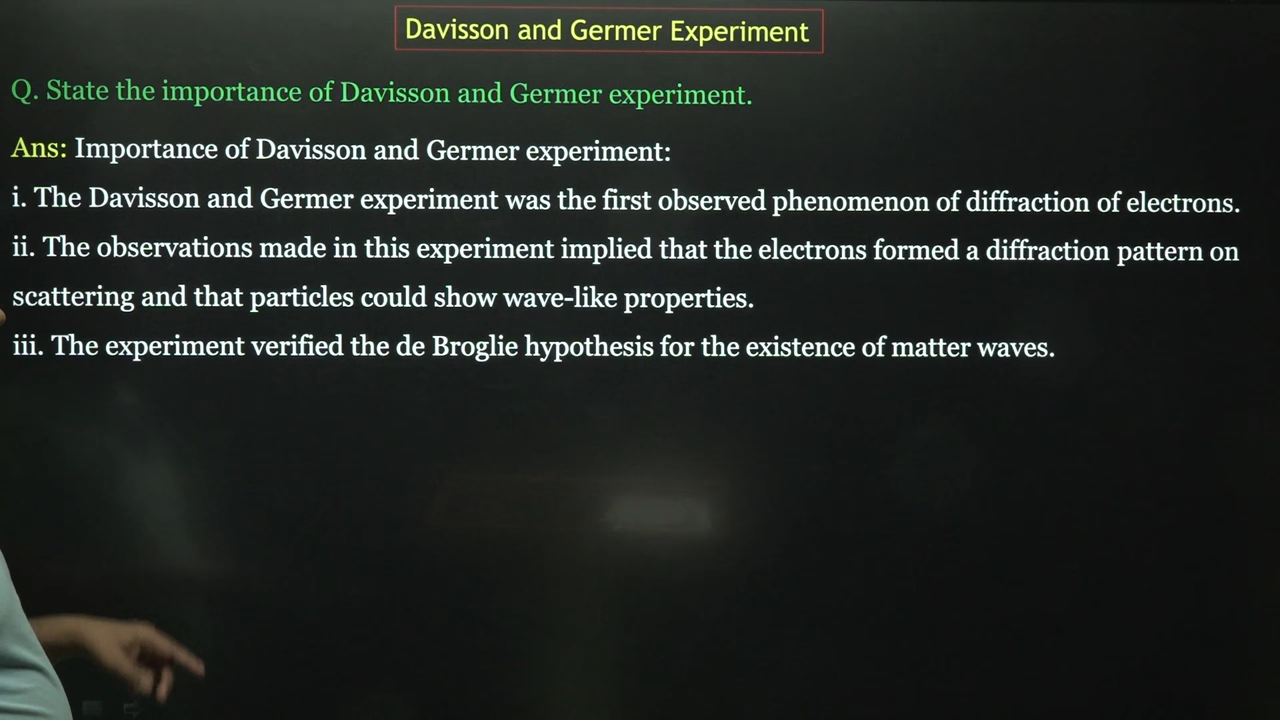 Davisson and Germer Experiment
Q. State the importance of Davisson and Germer experiment.
Ans: Importance of Davisson and Germer experiment:
i. The Davisson and Germer experiment was the first observed phenomenon of diffraction of electrons.
ii. The observations made in this experiment implied that the electrons formed a diffraction pattern on
scattering and that particles could show wave-like properties.
iii. The experiment verified the de Broglie hypothesis for the existence of matter waves.